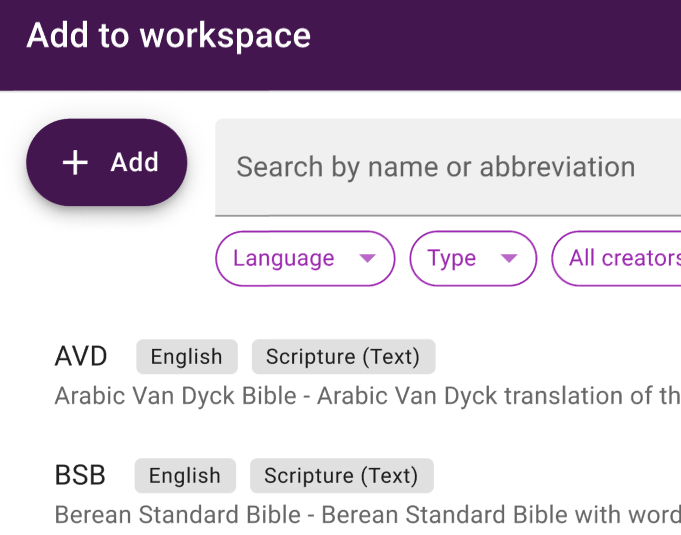 Add to workspace
+ Add
Search by name or abbreviation
Language Type All creators
AVD English Scripture (Text)
Arabic Van Dyck Bible - Arabic Van Dyck translation of th
BSB English Scripture (Text)
Berean Standard Bible - Berean Standard Bible with word